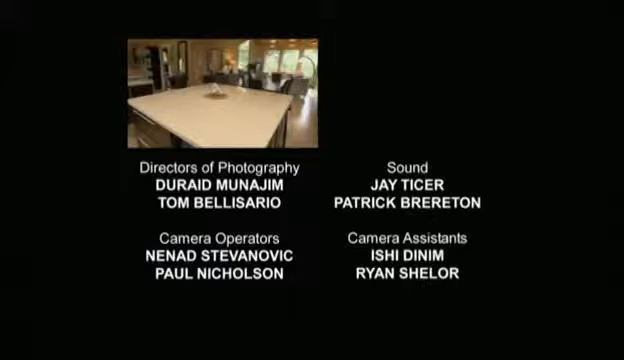 Directors of Photography
DURAID MUNAJIM
TOM BELLISARIO
Sound
JAY TICER
PATRICK BRERETON
Camera Operators
NENAD STEVANOVIC
PAUL NICHOLSON
Camera Assistants
ISHI DINIM
RYAN SHELOR